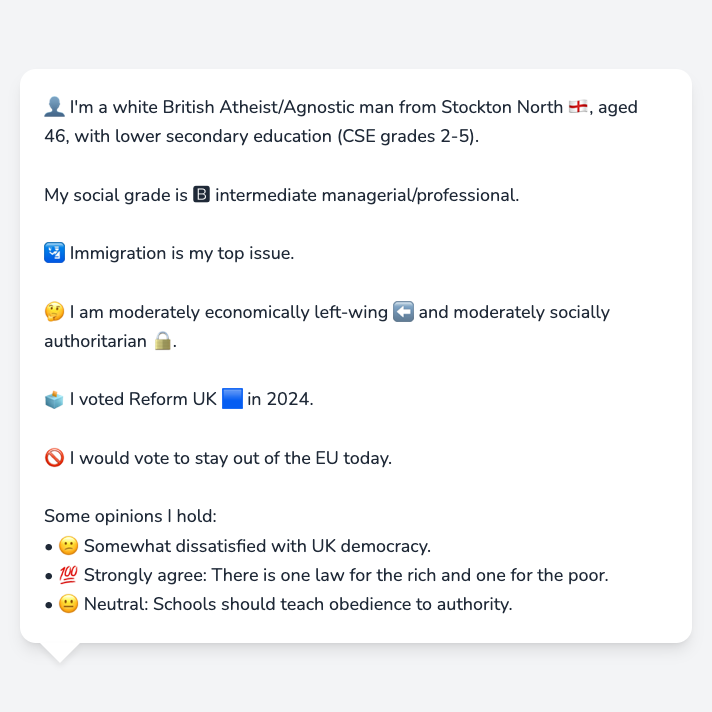 👤 I'm a white British Atheist/Agnostic man from Stockton North 🏴󠁧󠁢󠁥󠁮󠁧󠁿, aged
46, with lower secondary education (CSE grades 2-5).
My social grade is 🅱 intermediate managerial/professional.
🛂 Immigration is my top issue.
🤔 I am moderately economically left-wing ⬅️ and moderately socially
authoritarian 🔒.
🗳️ I voted Reform UK 🟦 in 2024.
🚫 I would vote to stay out of the EU today.
Some opinions I hold:
• 😕 Somewhat dissatisfied with UK democracy.
• 💯 Strongly agree: There is one law for the rich and one for the poor.
• 😐 Neutral: Schools should teach obedience to authority.